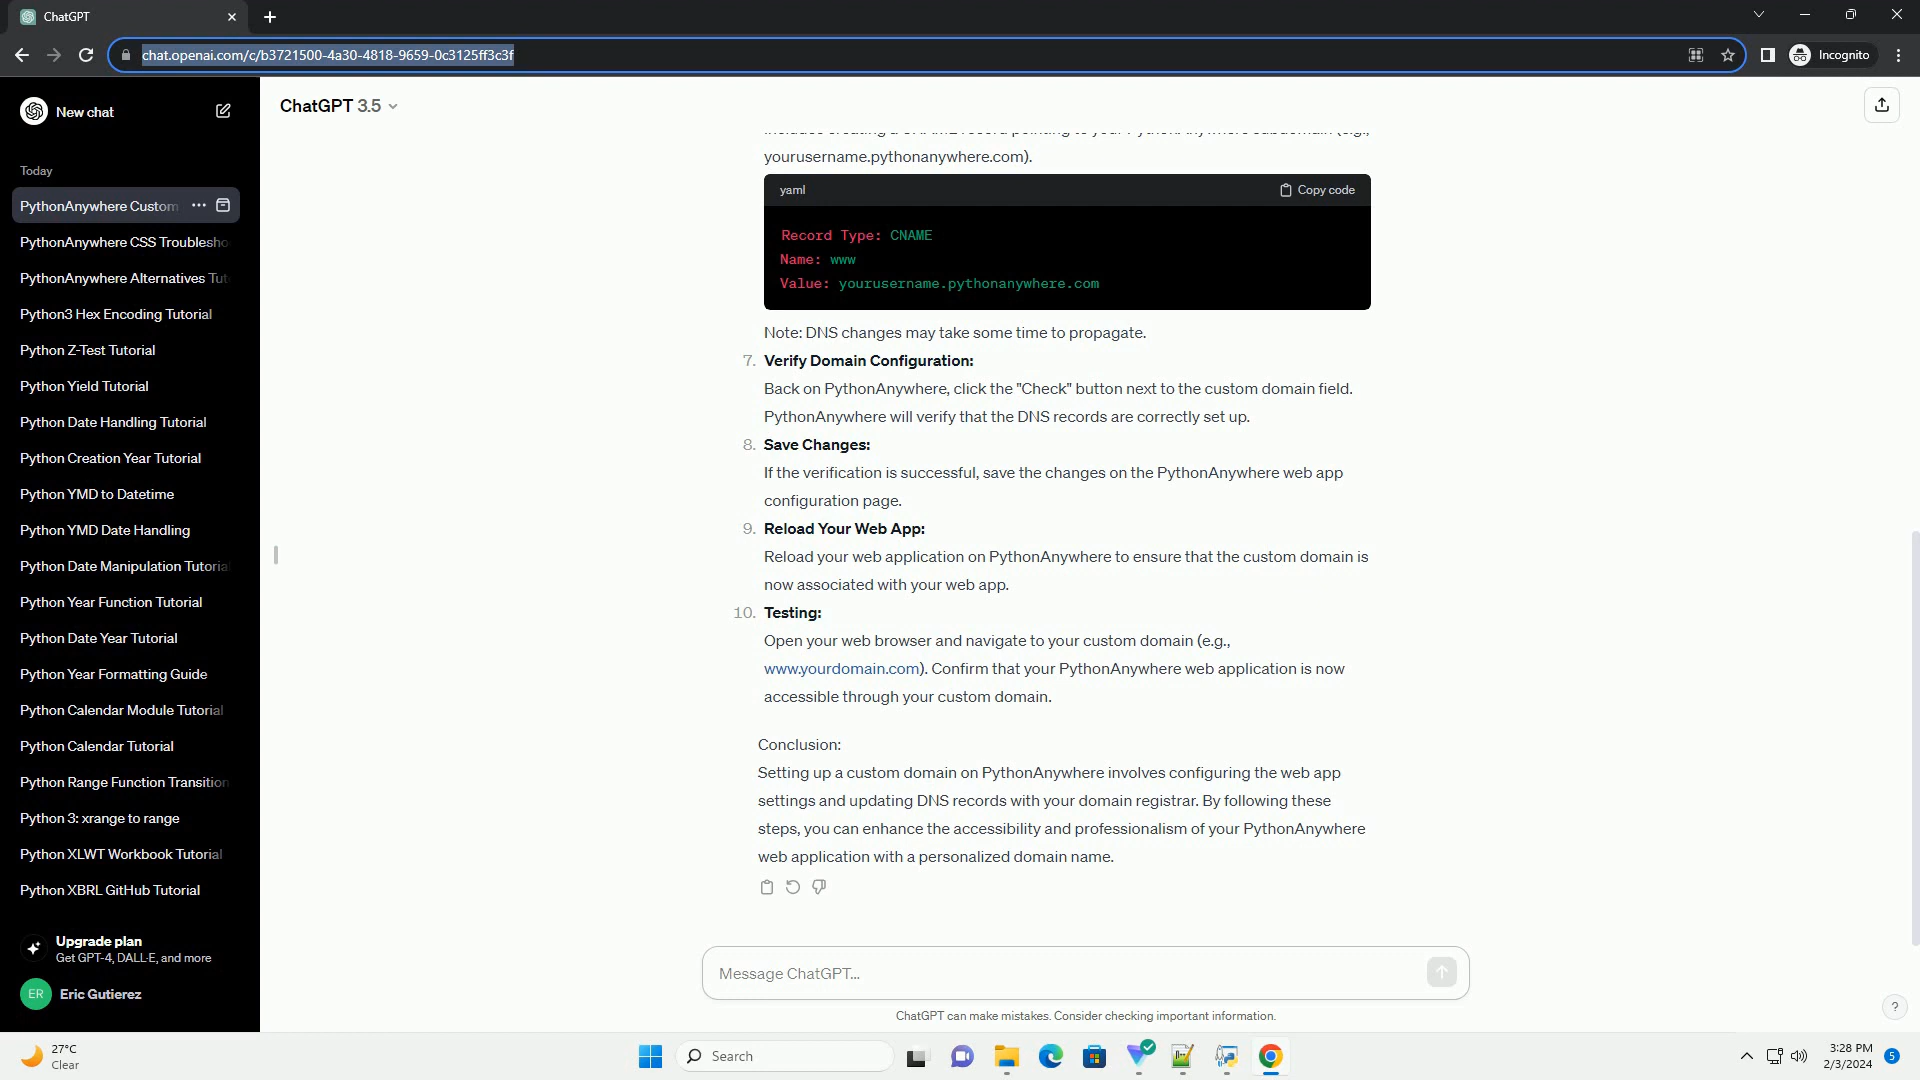 ChatGPT
chat.openai.com/c/b3721500-4a30-4818-9659-0c3125ff3c3f
Incognito
New chat
Today
PythonAnywhere Custom
PythonAnywhere CSS Troublesho
PythonAnywhere Alternatives Tut
Python3 Hex Encoding Tutorial
Python Z-Test Tutorial
Python Yield Tutorial
Python Date Handling Tutorial
Python Creation Year Tutorial
Python YMD to Datetime
Python YMD Date Handling
Python Date Manipulation Tutoria
Python Year Function Tutorial
Python Date Year Tutorial
Python Year Formatting Guide
Python Calendar Module Tutorial
Python Calendar Tutorial
Python Range Function Transition
Python 3: xrange to range
Python XLWT Workbook Tutorial
Python XBRL GitHub Tutorial
Upgrade plan
Get GPT-4, DALL·E, and more
ER Eric Gutierez
ChatGPT 3.5
includes creating a CNAME record pointing to your PythonAnywhere subdomain (e.g.,
yourusername.pythonanywhere.com).
yaml Copy code
Record Type: CNAME
Name: www
Value: yourusername.pythonanywhere.com
Note: DNS changes may take some time to propagate.
7. Verify Domain Configuration:
Back on PythonAnywhere, click the "Check" button next to the custom domain field.
PythonAnywhere will verify that the DNS records are correctly set up.
8. Save Changes:
If the verification is successful, save the changes on the PythonAnywhere web app
configuration page.
9. Reload Your Web App:
Reload your web application on PythonAnywhere to ensure that the custom domain is
now associated with your web app.
10. Testing:
Open your web browser and navigate to your custom domain (e.g.,
www.yourdomain.com). Confirm that your PythonAnywhere web application is now
accessible through your custom domain.
Conclusion:
Setting up a custom domain on PythonAnywhere involves configuring the web app
settings and updating DNS records with your domain registrar. By following these
steps, you can enhance the accessibility and professionalism of your PythonAnywhere
web application with a personalized domain name.
Message ChatGPT...
ChatGPT can make mistakes. Consider checking important information.
?
27°C
Clear
Search
3:28 PM
2/3/2024
5